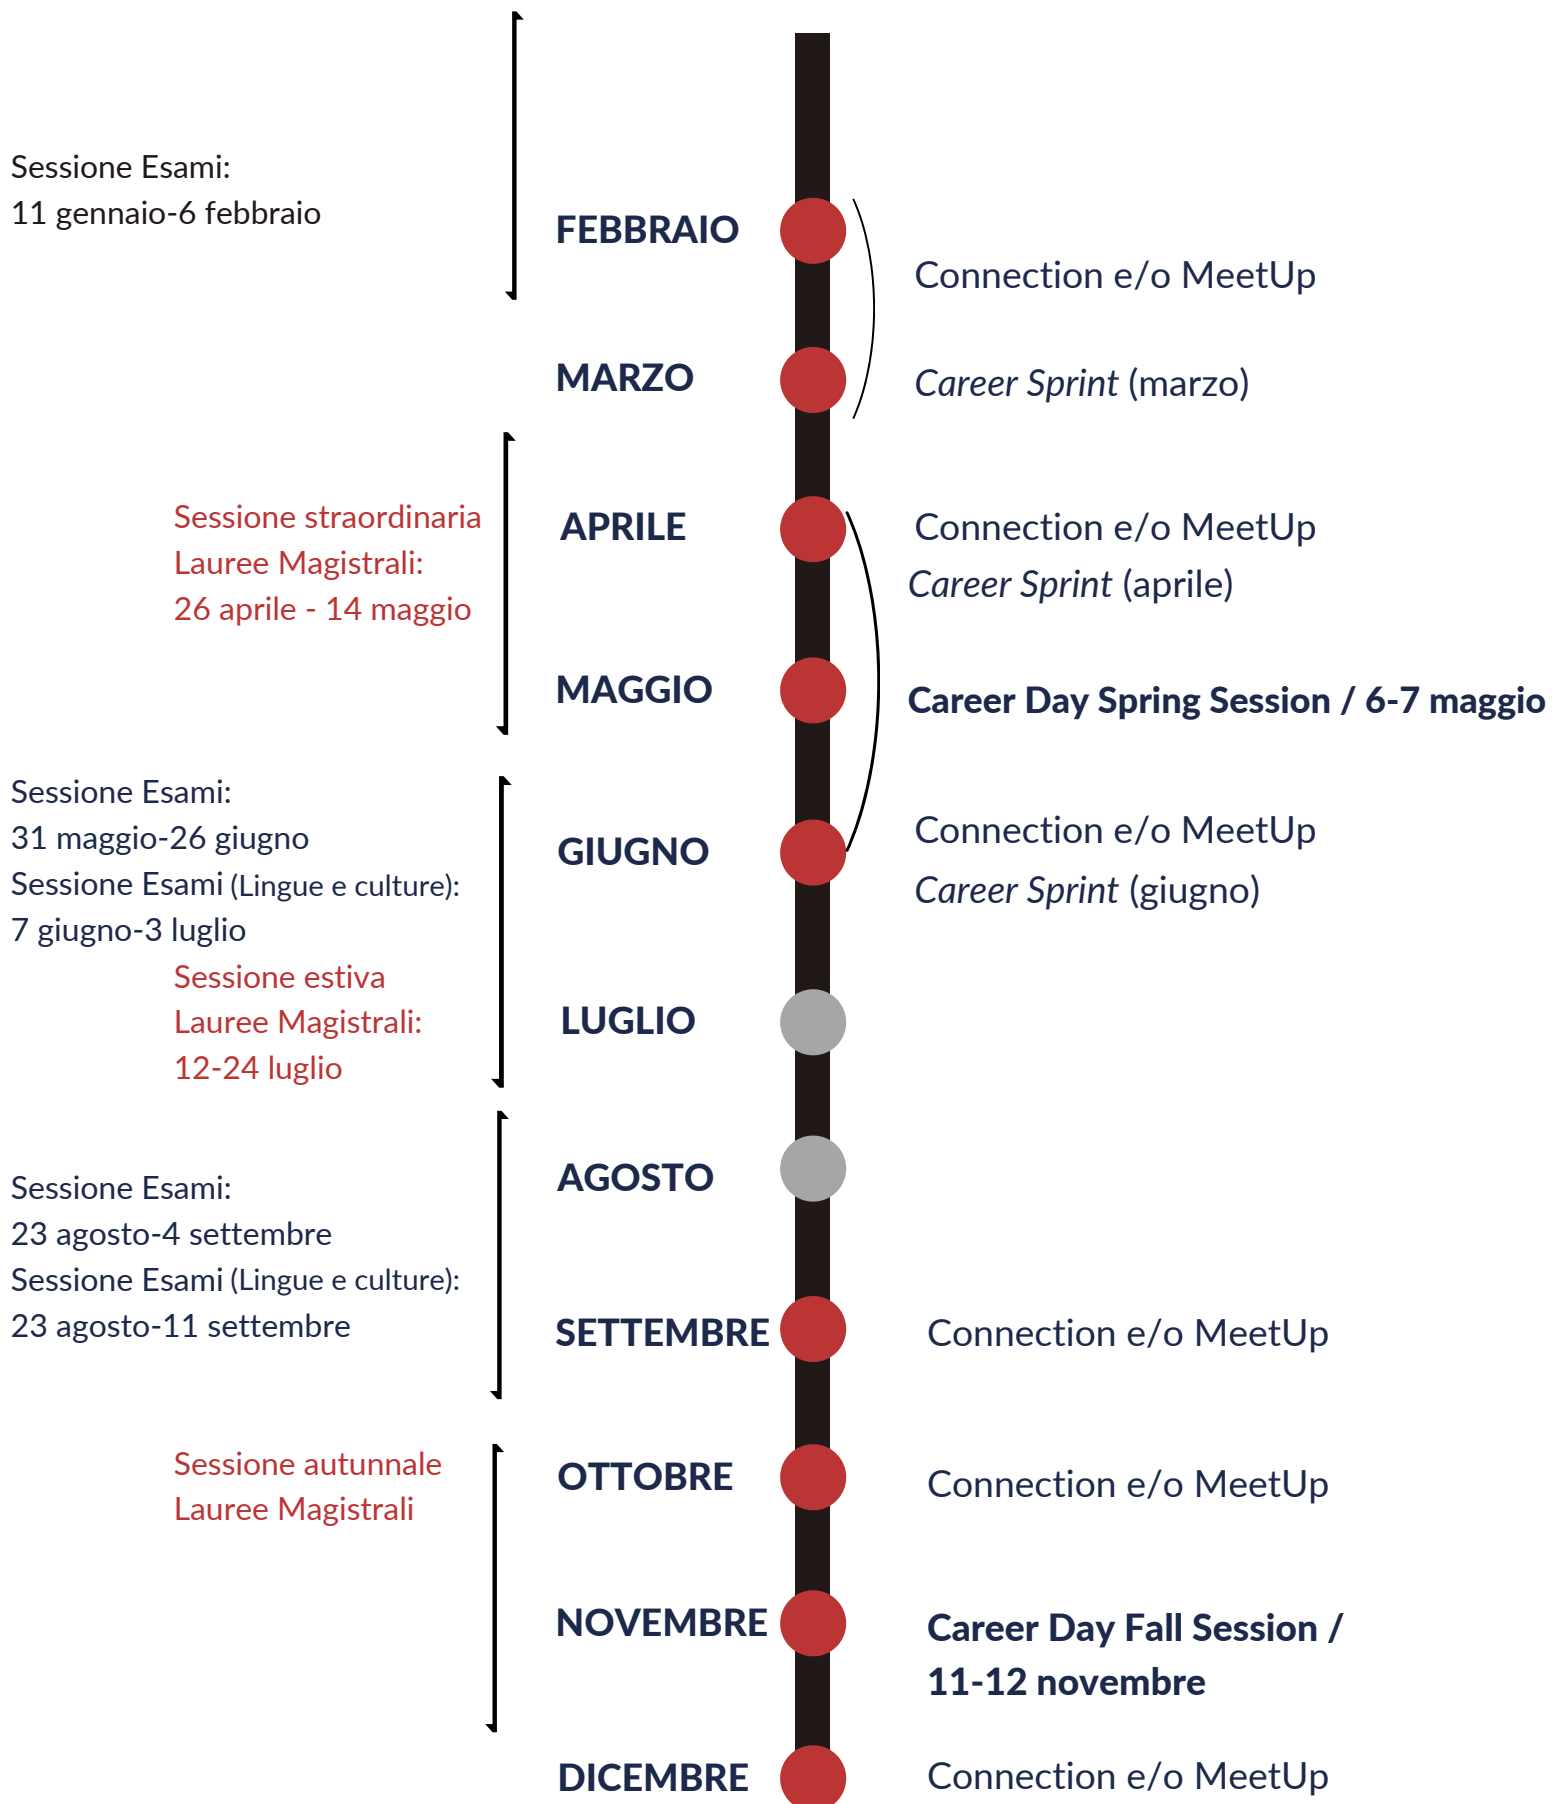 Sessione Esami:
11 gennaio-6 febbraio
FEBBRAIO
Connection e/o MeetUp
MARZO
Career Sprint (marzo)
Sessione straordinaria
Lauree Magistrali:
26 aprile - 14 maggio
APRILE
Connection e/o MeetUp
Career Sprint (aprile)
MAGGIO
Career Day Spring Session / 6-7 maggio
Sessione Esami:
31 maggio-26 giugno
Sessione Esami (Lingue e culture):
7 giugno-3 luglio
GIUGNO
Connection e/o MeetUp
Career Sprint (giugno)
Sessione estiva
Lauree Magistrali:
12-24 luglio
LUGLIO
AGOSTO
Sessione Esami:
23 agosto-4 settembre
Sessione Esami (Lingue e culture):
23 agosto-11 settembre
SETTEMBRE
Connection e/o MeetUp
Sessione autunnale
Lauree Magistrali
OTTOBRE
Connection e/o MeetUp
NOVEMBRE
Career Day Fall Session /
11-12 novembre
DICEMBRE
Connection e/o MeetUp